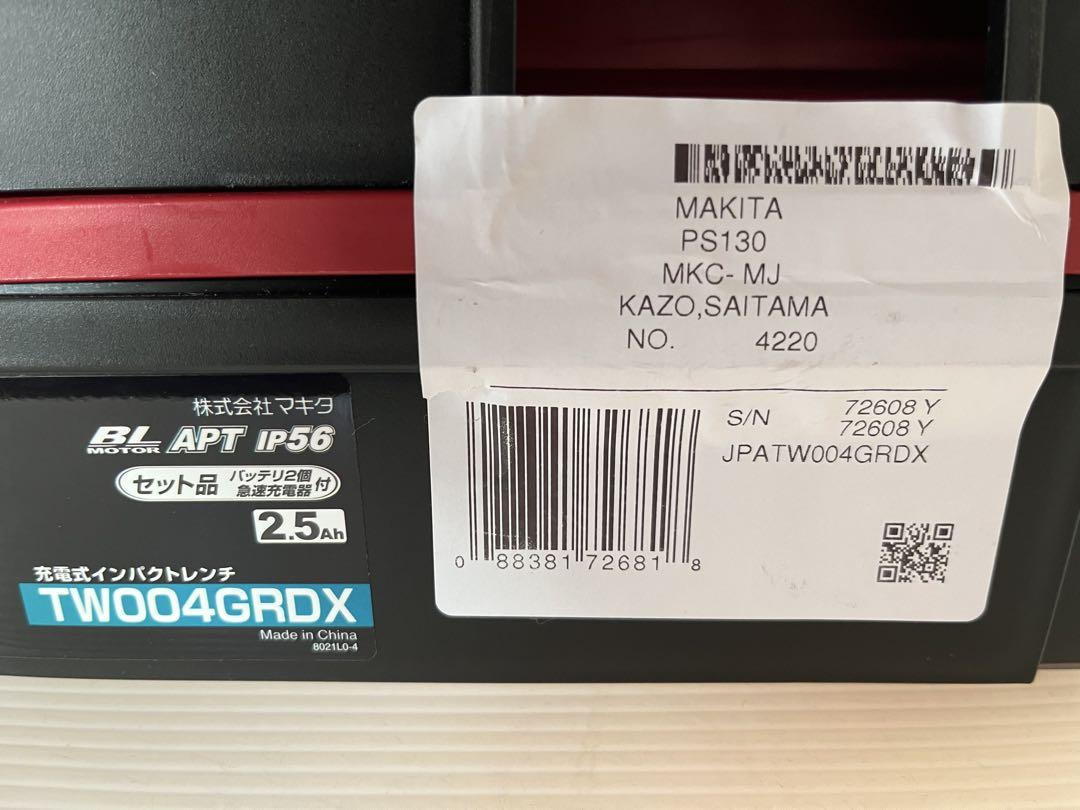 MAKITA
PS130
MKC- MJ
KAZO,SAITAMA
NO. 4220
S/N 72608 Y
72608 Y
JPATW004GRDX
0 88381 72681 8
株式会社マキタ
BL MOTOR APT IP56
セット品 バッテリ2個 急速充電器 付
2.5Ah
充電式インパクトレンチ
TW004GRDX
Made in China
8021L0-4